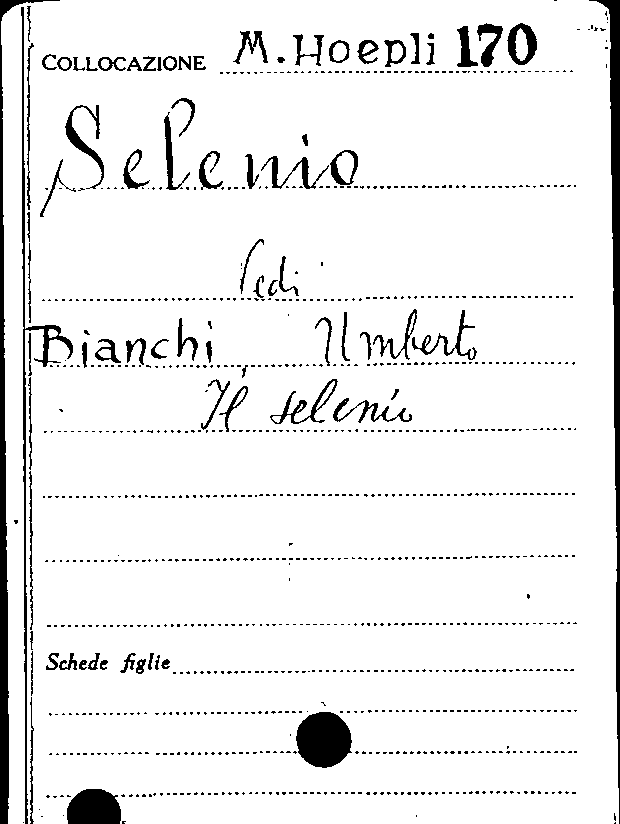 COLLOCAZIONE M. Hoepli 170
Selenio
Vedi
Bianchi Umberto
Il selenio
Schede figlie